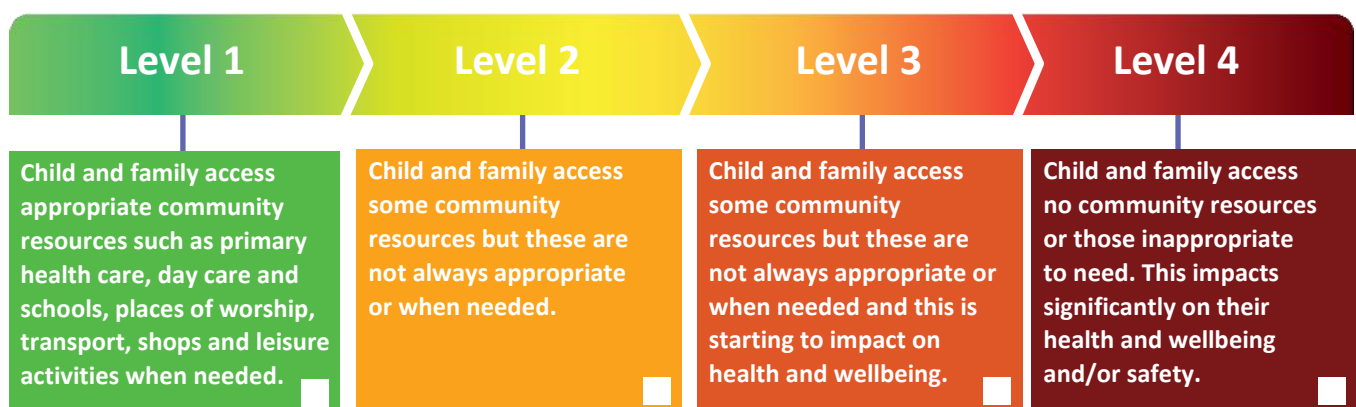 Level 1
Level 2
Level 3
Level 4
Child and family access
appropriate community
resources such as primary
health care, day care and
schools, places of worship,
transport, shops and leisure
activities when needed.
Child and family access
some community
resources but these are
not always appropriate
or when needed.
Child and family access
some community
resources but these are
not always appropriate or
when needed and this is
starting to impact on
health and wellbeing.
Child and family access
no community resources
or those inappropriate
to need. This impacts
significantly on their
health and wellbeing
and/or safety.